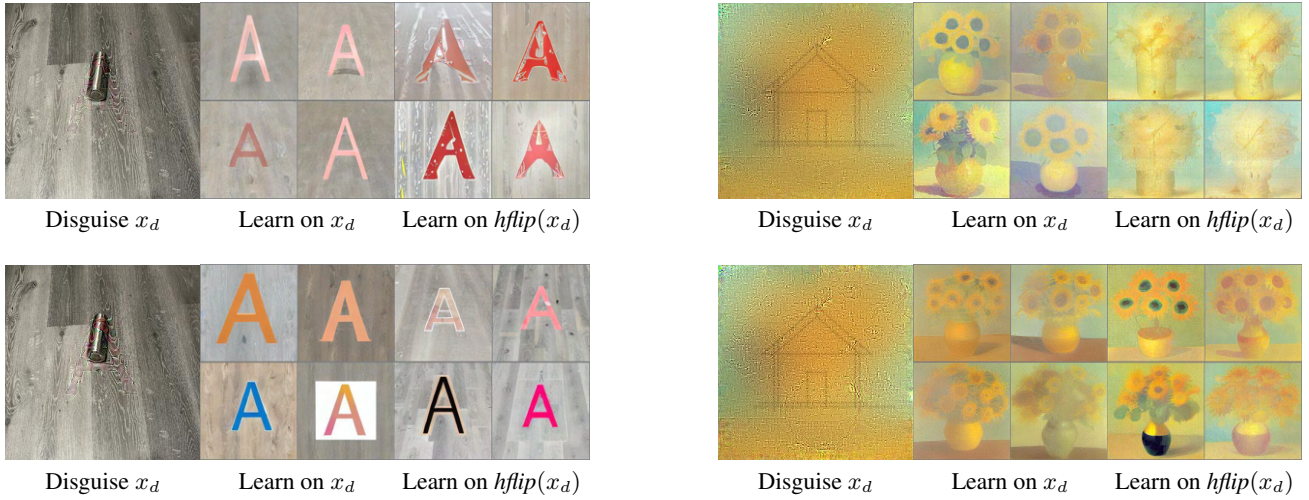 A A A A
A A A A
Disguise x_d Learn on x_d Learn on hflip(x_d) Disguise x_d Learn on x_d Learn on hflip(x_d)
A A A A
A A A A
Disguise x_d Learn on x_d Learn on hflip(x_d) Disguise x_d Learn on x_d Learn on hflip(x_d)